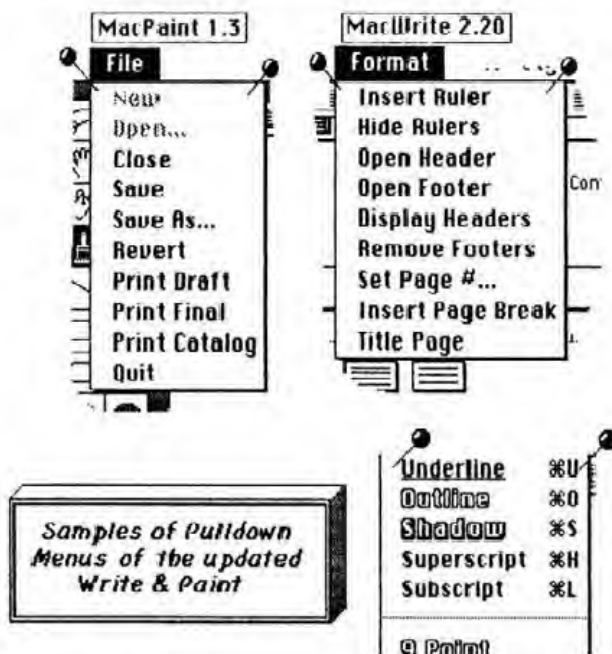 MacPaint 1.3
File
New
Open...
Close
Save
Save As...
Revert
Print Draft
Print Final
Print Catalog
Quit
MacWrite 2.20
Format
Insert Ruler
Hide Rulers
Open Header
Open Footer
Display Headers
Remove Footers
Set Page #...
Insert Page Break
Title Page
Con
Samples of Pulldown
Menus of the updated
Write & Paint
Underline ⌘U
Outline ⌘O
Shadow ⌘S
Superscript ⌘H
Subscript ⌘L
9 Point